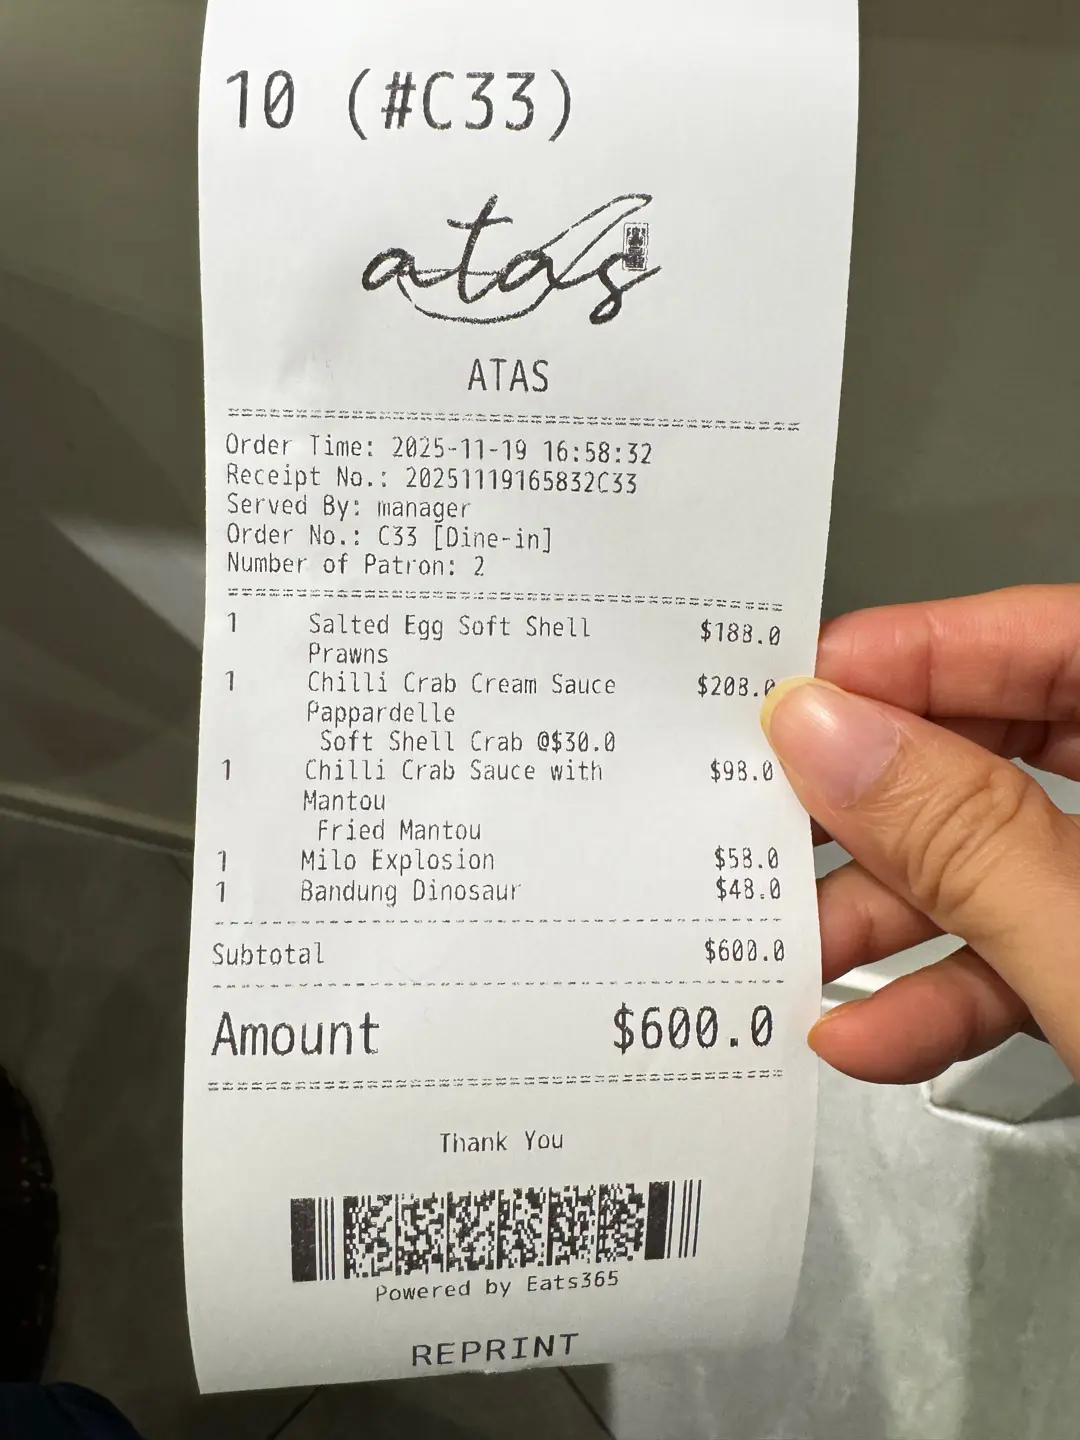 10 (#C33)
atas
ATAS
Order Time: 2025-11-19 16:58:32
Receipt No.: 20251119165832C33
Served By: manager
Order No.: C33 [Dine-in]
Number of Patron: 2
1 Salted Egg Soft Shell $188.0
Prawns
1 Chilli Crab Cream Sauce $208.0
Pappardelle
Soft Shell Crab @$30.0
1 Chilli Crab Sauce with $98.0
Mantou
Fried Mantou
1 Milo Explosion $58.0
1 Bandung Dinosaur $48.0
Subtotal $600.0
Amount $600.0
Thank You
Powered by Eats365
REPRINT